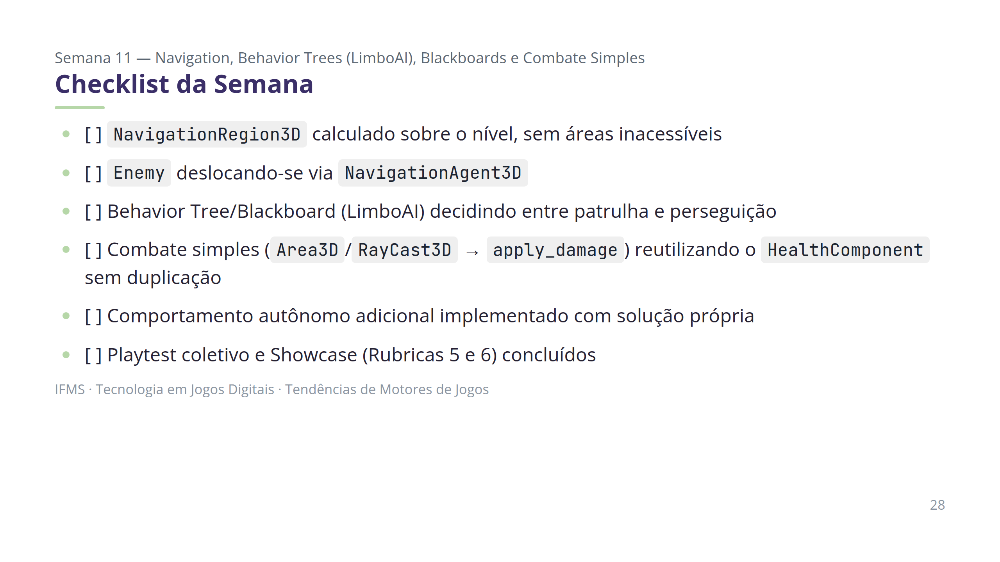 Semana 11 — Navigation, Behavior Trees (LimboAI), Blackboards e Combate Simples
Checklist da Semana
[ ] NavigationRegion3D calculado sobre o nível, sem áreas inacessíveis
[ ] Enemy deslocando-se via NavigationAgent3D
[ ] Behavior Tree/Blackboard (LimboAI) decidindo entre patrulha e perseguição
[ ] Combate simples (Area3D/RayCast3D → apply_damage) reutilizando o HealthComponent
sem duplicação
[ ] Comportamento autônomo adicional implementado com solução própria
[ ] Playtest coletivo e Showcase (Rubricas 5 e 6) concluídos
IFMS · Tecnologia em Jogos Digitais · Tendências de Motores de Jogos
28